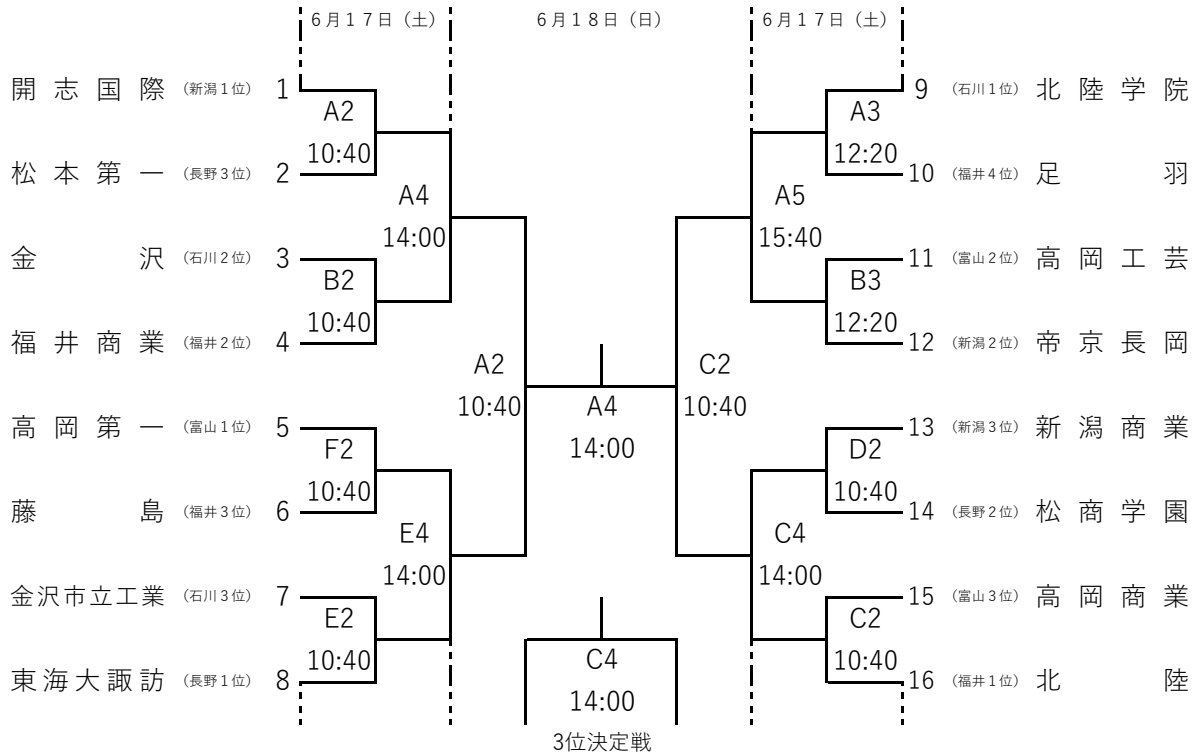 6月17日（土） 6月18日（日） 6月17日（土）
開志国際 （新潟1位） 1
A2
10:40
松本第一 （長野3位） 2
A4
14:00
金沢 （石川2位） 3
B2
10:40
福井商業 （福井2位） 4
A2
10:40
高岡第一 （富山1位） 5
F2
10:40
藤島 （福井3位） 6
E4
14:00
金沢市立工業 （石川3位） 7
E2
10:40
東海大諏訪 （長野1位） 8
A4
14:00
C4
14:00
3位決定戦
9 （石川1位） 北陸学院
A3
12:20
10 （福井4位） 足羽
A5
15:40
11 （富山2位） 高岡工芸
B3
12:20
12 （新潟2位） 帝京長岡
C2
10:40
13 （新潟3位） 新潟商業
D2
10:40
14 （長野2位） 松商学園
C4
14:00
15 （富山3位） 高岡商業
C2
10:40
16 （福井1位） 北陸